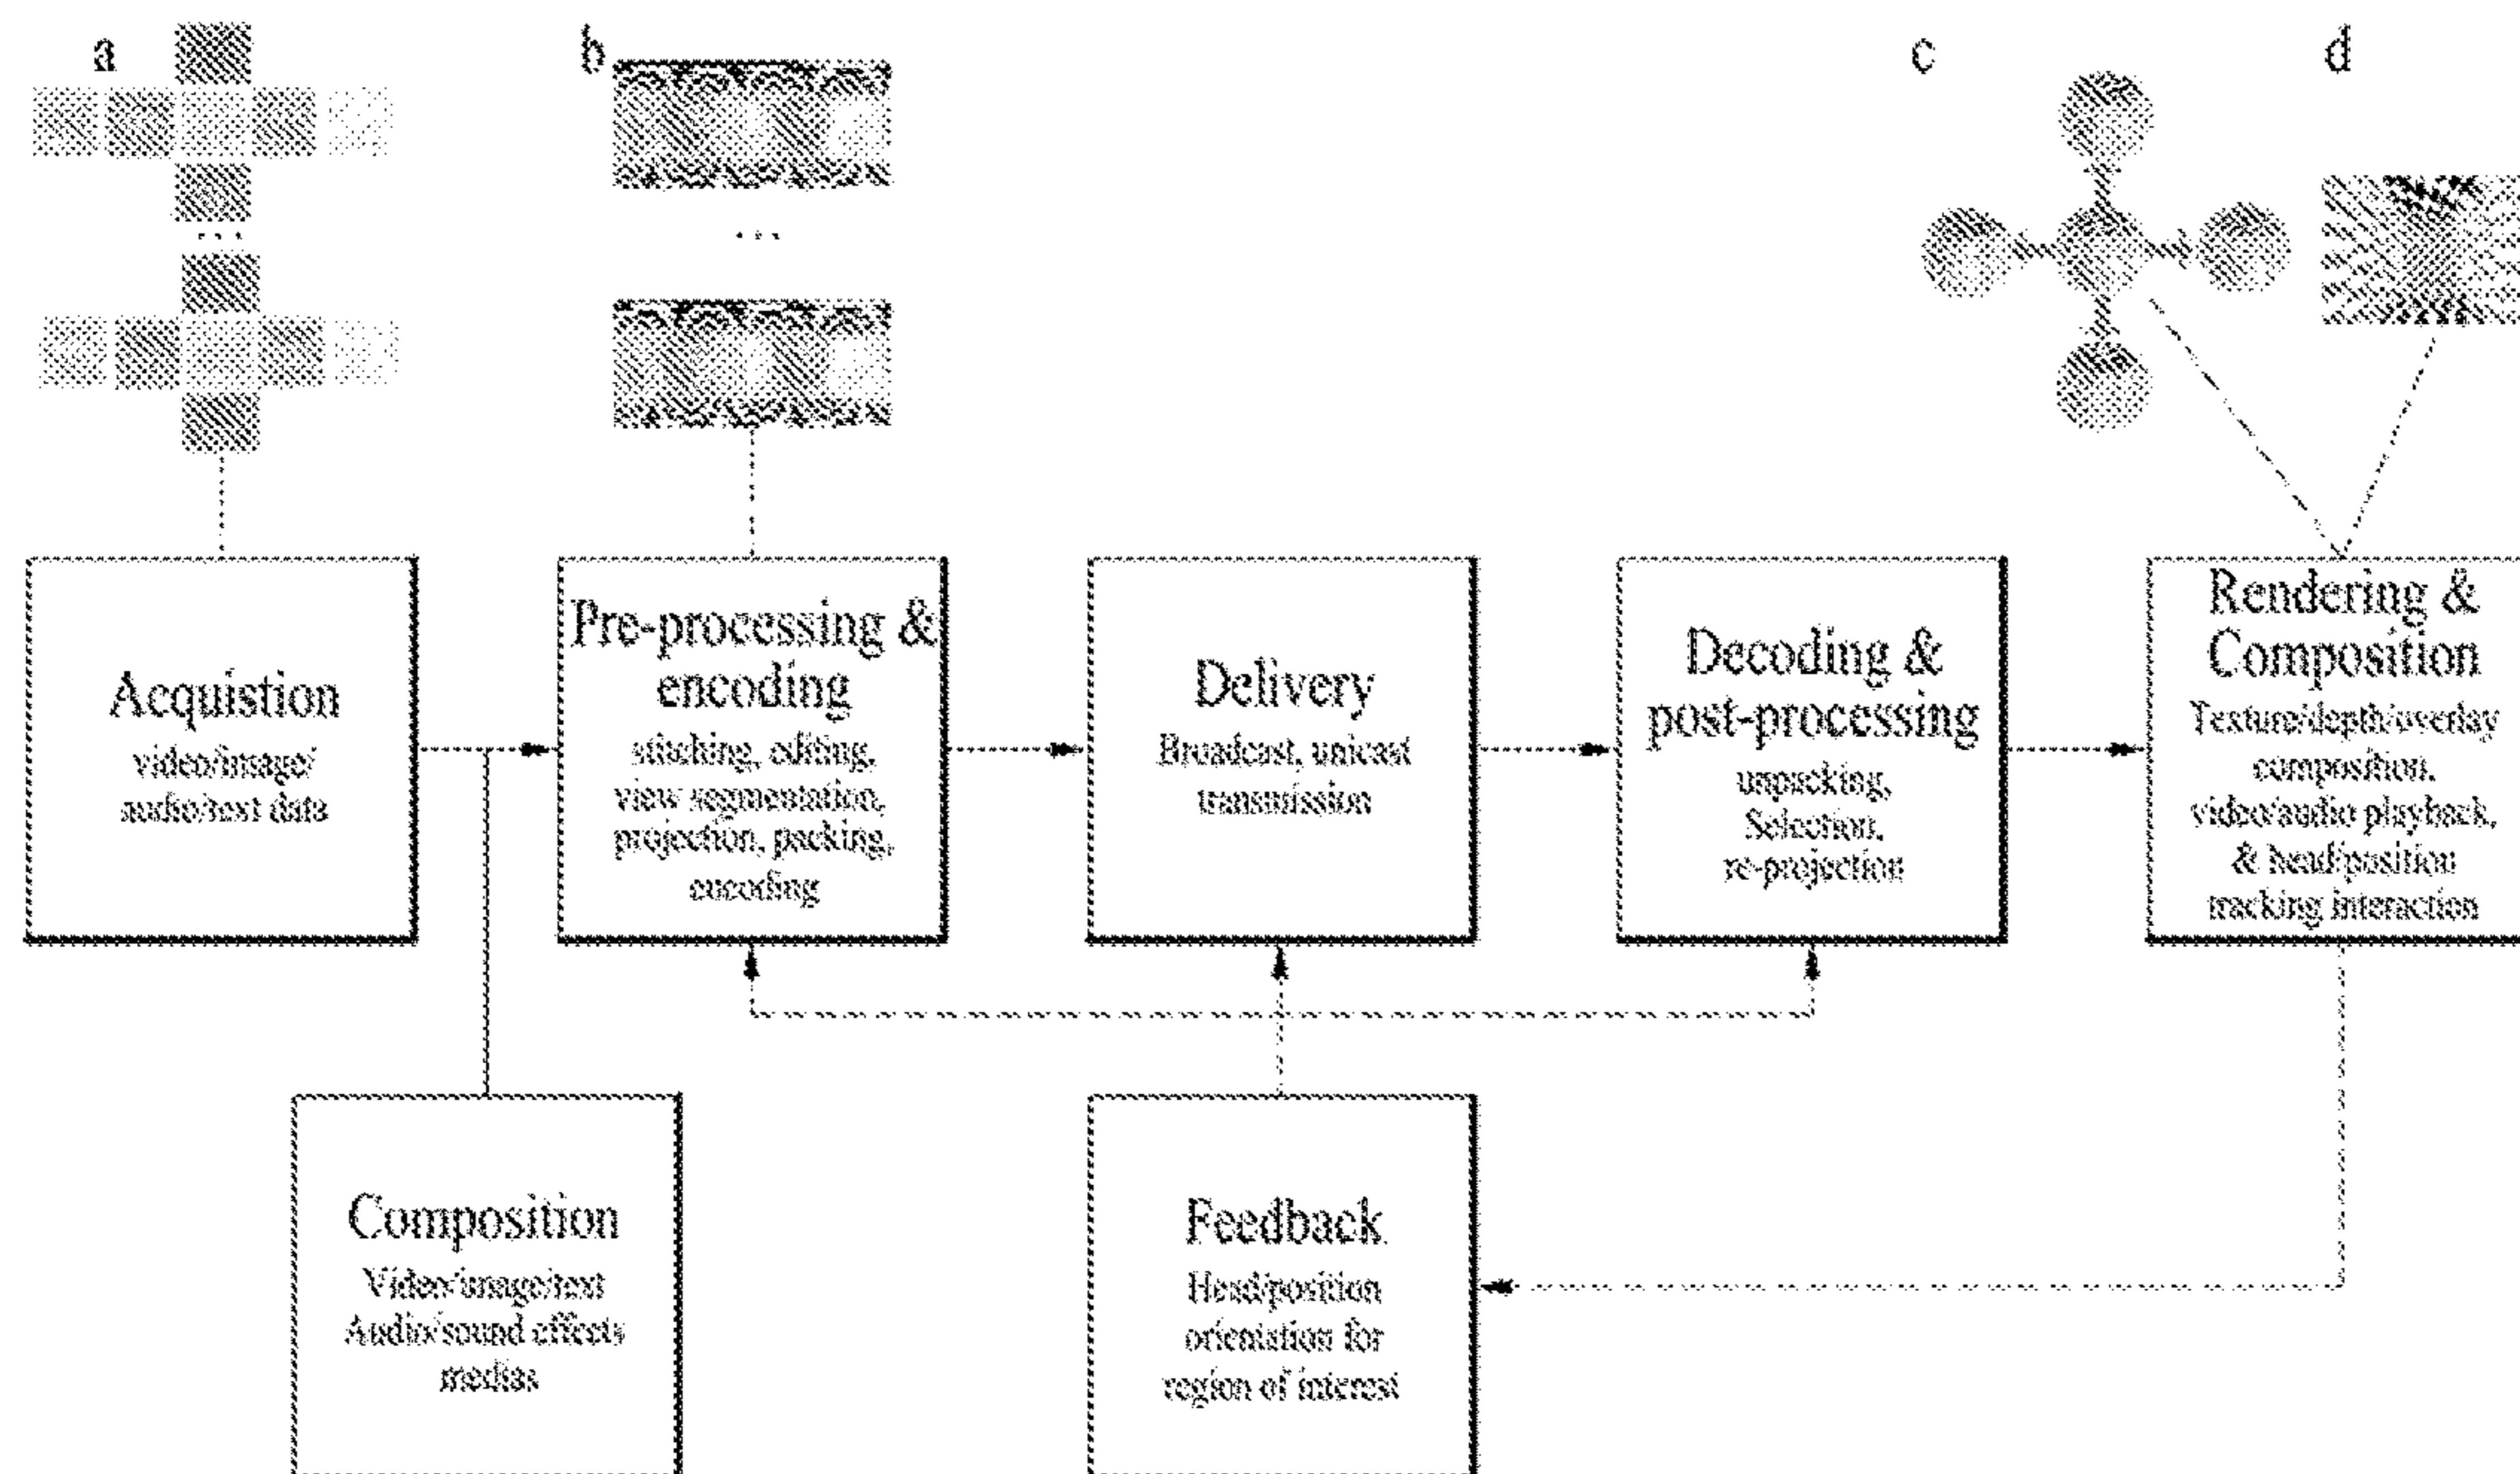 a
b
c
d
Acquistion
video/image/
audio/text data
Pre-processing &
encoding
stitching, editing,
view segmentation,
projection, packing,
encoding
Delivery
Broadcast, unicast
transmission
Decoding &
post-processing
unpacking,
Selection,
re-projection
Rendering &
Composition
Texture/depth/overlay
composition,
video/audio playback,
& head/position
tracking interaction
Composition
Video/image/text
Audio/sound effects
medias
Feedback
Head/position
orientation for
region of interest